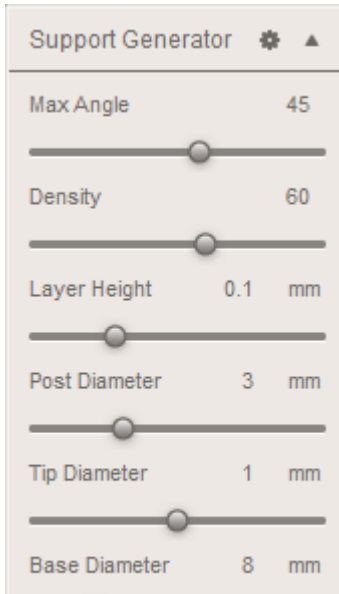 Support Generator
Max Angle 45
Density 60
Layer Height 0.1 mm
Post Diameter 3 mm
Tip Diameter 1 mm
Base Diameter 8 mm